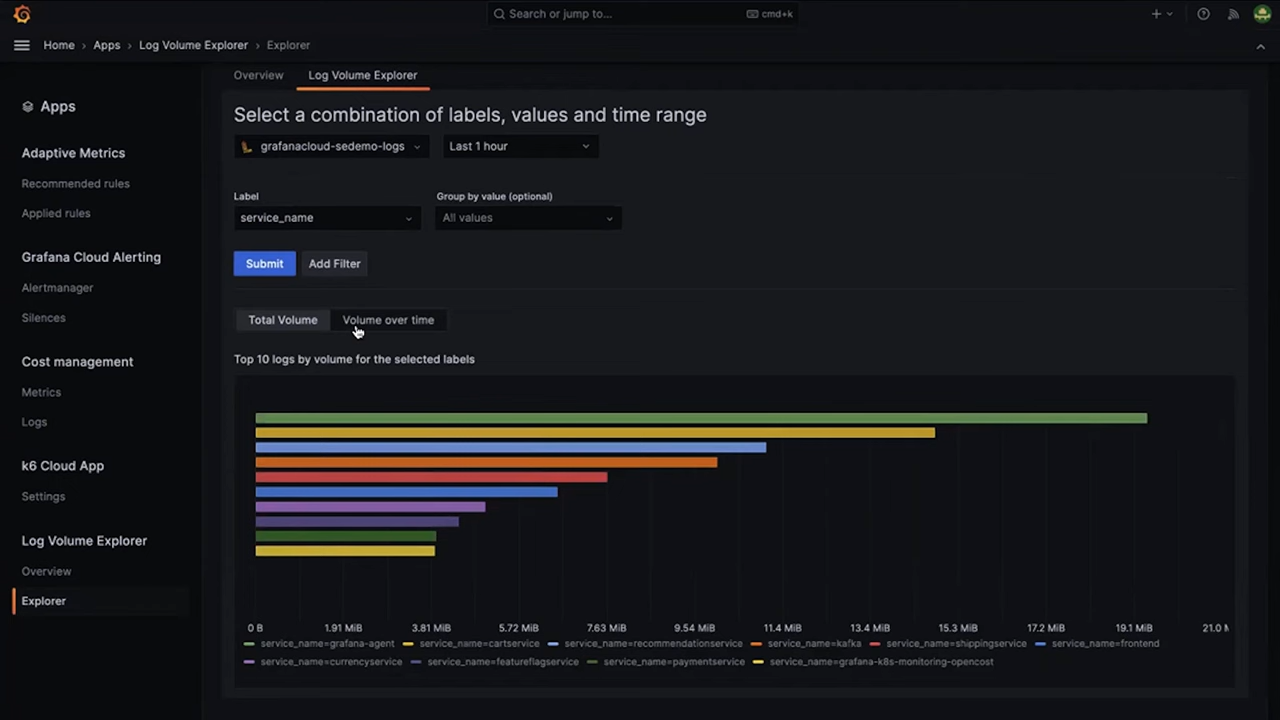 Search or jump to... cmd+k
Home › Apps › Log Volume Explorer › Explorer
Apps
Adaptive Metrics
Recommended rules
Applied rules
Grafana Cloud Alerting
Alertmanager
Silences
Cost management
Metrics
Logs
k6 Cloud App
Settings
Log Volume Explorer
Overview
Explorer
Overview Log Volume Explorer
Select a combination of labels, values and time range
grafanacloud-sedemo-logs Last 1 hour
Label Group by value (optional)
service_name All values
Submit Add Filter
Total Volume Volume over time
Top 10 logs by volume for the selected labels
0 B 1.91 MiB 3.81 MiB 5.72 MiB 7.63 MiB 9.54 MiB 11.4 MiB 13.4 MiB 15.3 MiB 17.2 MiB 19.1 MiB 21.0 M
service_name=grafana-agent service_name=cartservice service_name=recommendationservice service_name=kafka service_name=shippingservice service_name=frontend
service_name=currencyservice service_name=featureflagservice service_name=paymentservice service_name=grafana-k8s-monitoring-opencost